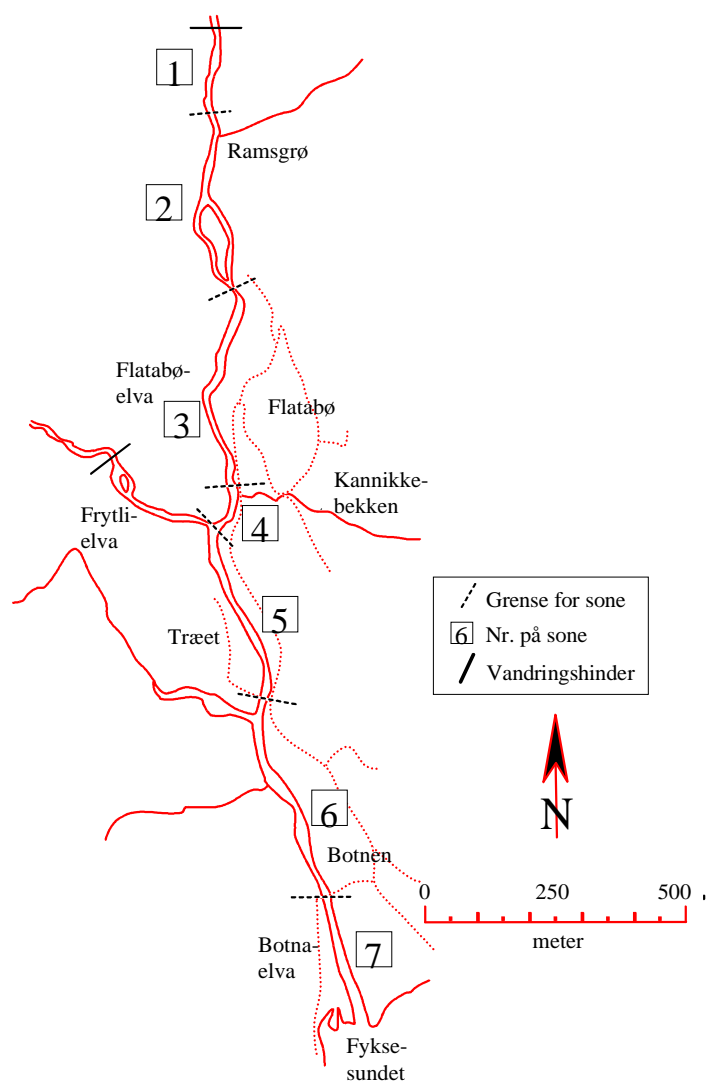 1
Ramsgrø
2
Flatabø-
elva
Flatabø
3
Kannikke-
bekken
Frytli-
elva
4
Grense for sone
6 Nr. på sone
Vandringshinder
5
Træet
N
6
Botnen
0 250 500
meter
Botna-
elva
7
Fykse-
sundet